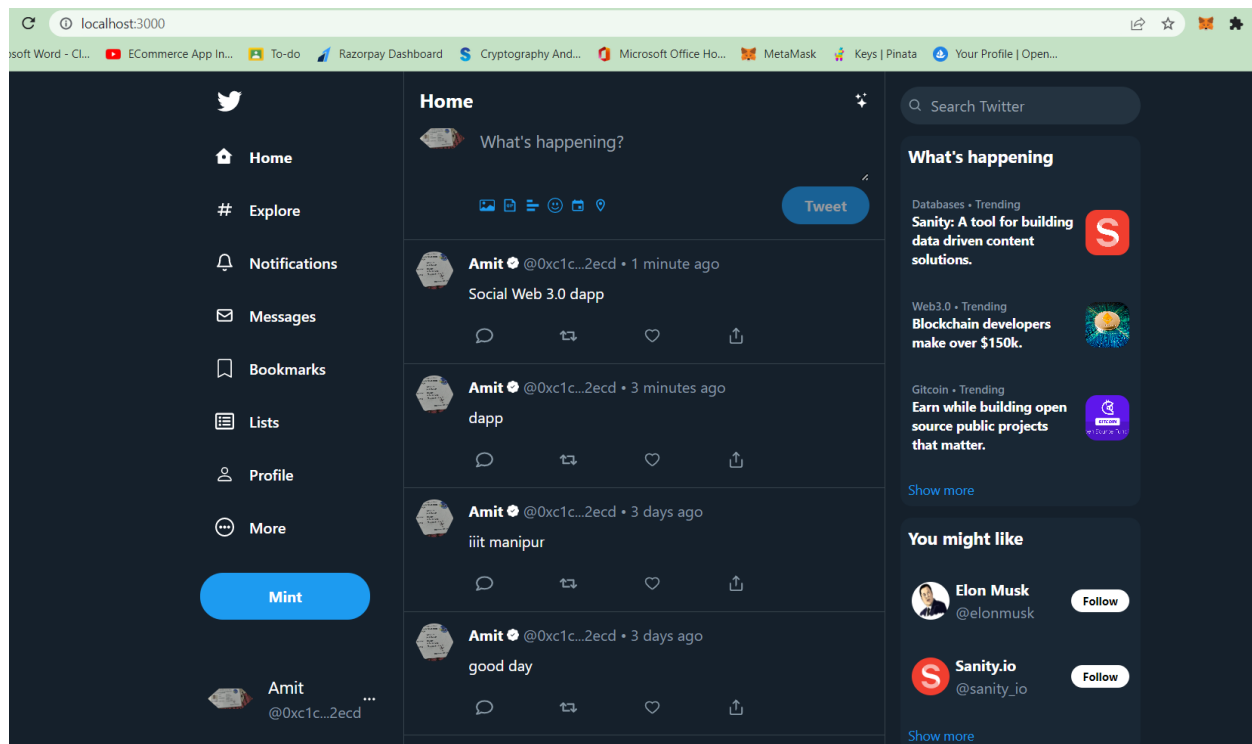 localhost:3000
osoft Word - Cl... ECommerce App In... To-do Razorpay Dashboard Cryptography And... Microsoft Office Ho... MetaMask Keys | Pinata Your Profile | Open...
Home
Explore
Notifications
Messages
Bookmarks
Lists
Profile
More
Mint
Amit
@0xc1c...2ecd
Home
What's happening?
Tweet
Amit @0xc1c...2ecd • 1 minute ago
Social Web 3.0 dapp
Amit @0xc1c...2ecd • 3 minutes ago
dapp
Amit @0xc1c...2ecd • 3 days ago
iiit manipur
Amit @0xc1c...2ecd • 3 days ago
good day
Search Twitter
What's happening
Databases • Trending
Sanity: A tool for building
data driven content
solutions.
S
Web3.0 • Trending
Blockchain developers
make over $150k.
Gitcoin • Trending
Earn while building open
source public projects
that matter.
GITCOIN
Show more
You might like
Elon Musk
@elonmusk
Follow
S
Sanity.io
@sanity_io
Follow
Show more